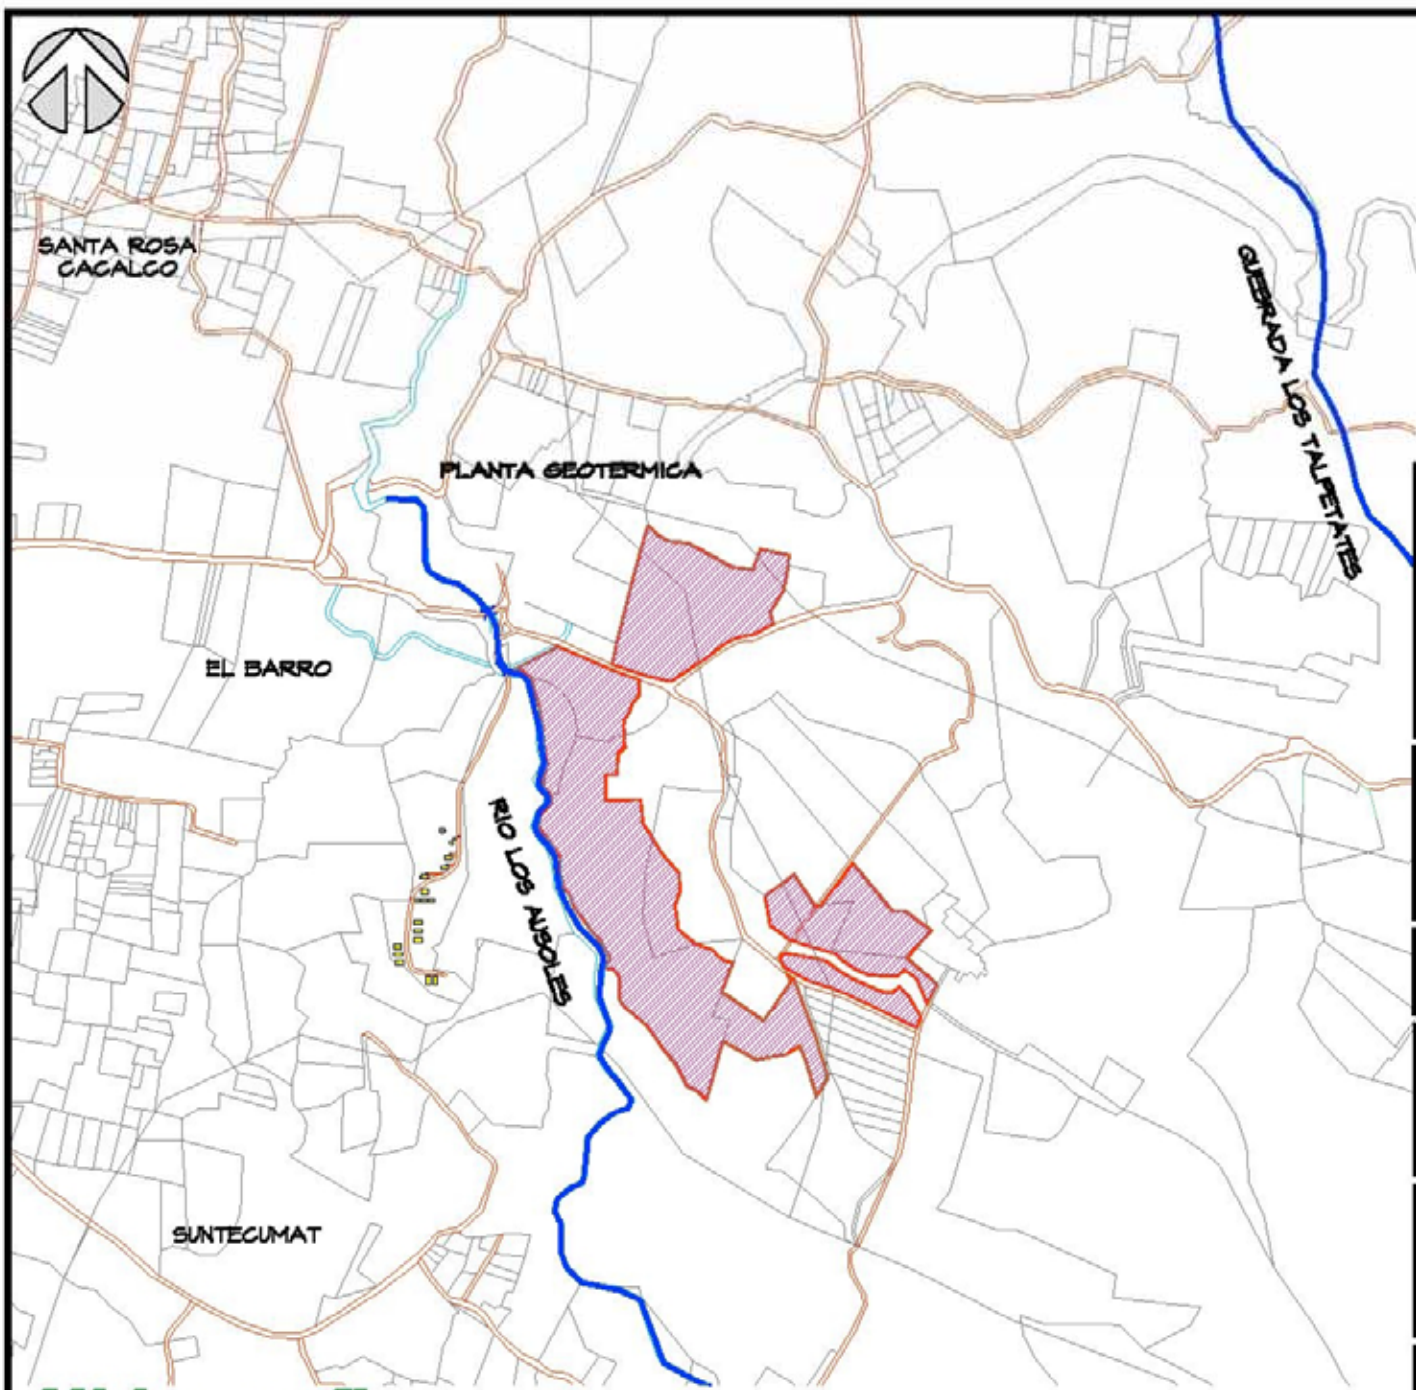 SANTA ROSA
CACALCO
QUEBRADA LOS TALPETATES
PLANTA GEOTERMICA
EL BARRO
RIO LOS AUSOLES
SUNTECUMAT